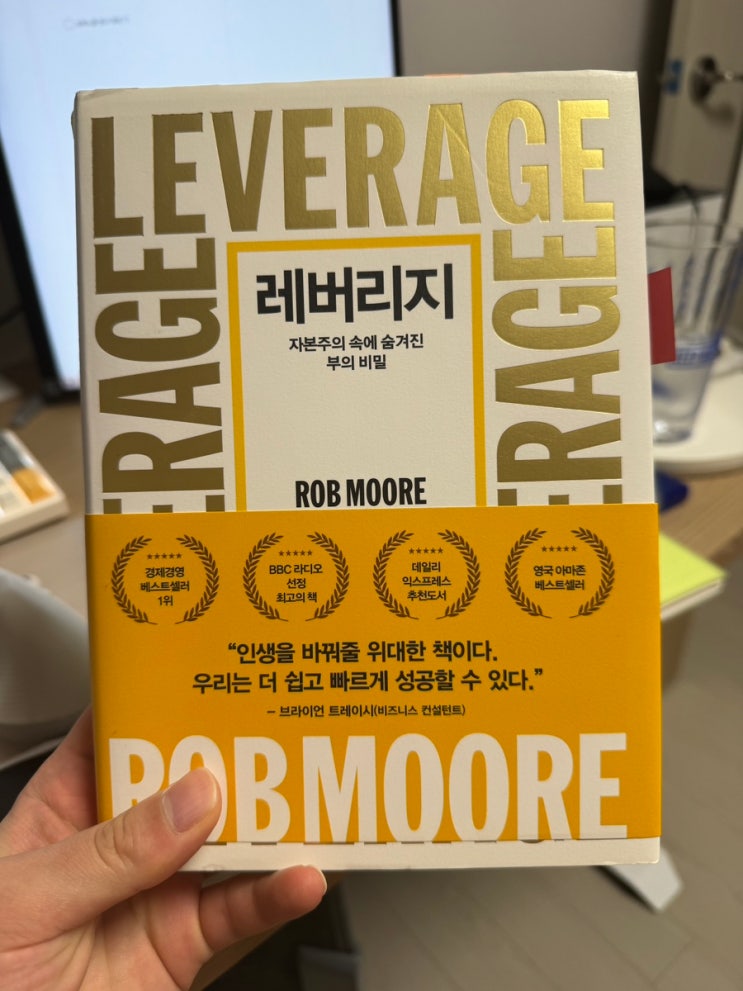 LEVERAGE
ERAGE
ERAGE
레버리지
자본주의 속에 숨겨진
부의 비밀
ROB MOORE
★★★★★
경제경영
베스트셀러
1위
★★★★★
BBC 라디오
선정
최고의 책
★★★★★
데일리
익스프레스
추천도서
★★★★★
영국 아마존
베스트셀러
“인생을 바꿔줄 위대한 책이다.
우리는 더 쉽고 빠르게 성공할 수 있다.”
– 브라이언 트레이시(비즈니스 컨설턴트)
ROB MOORE